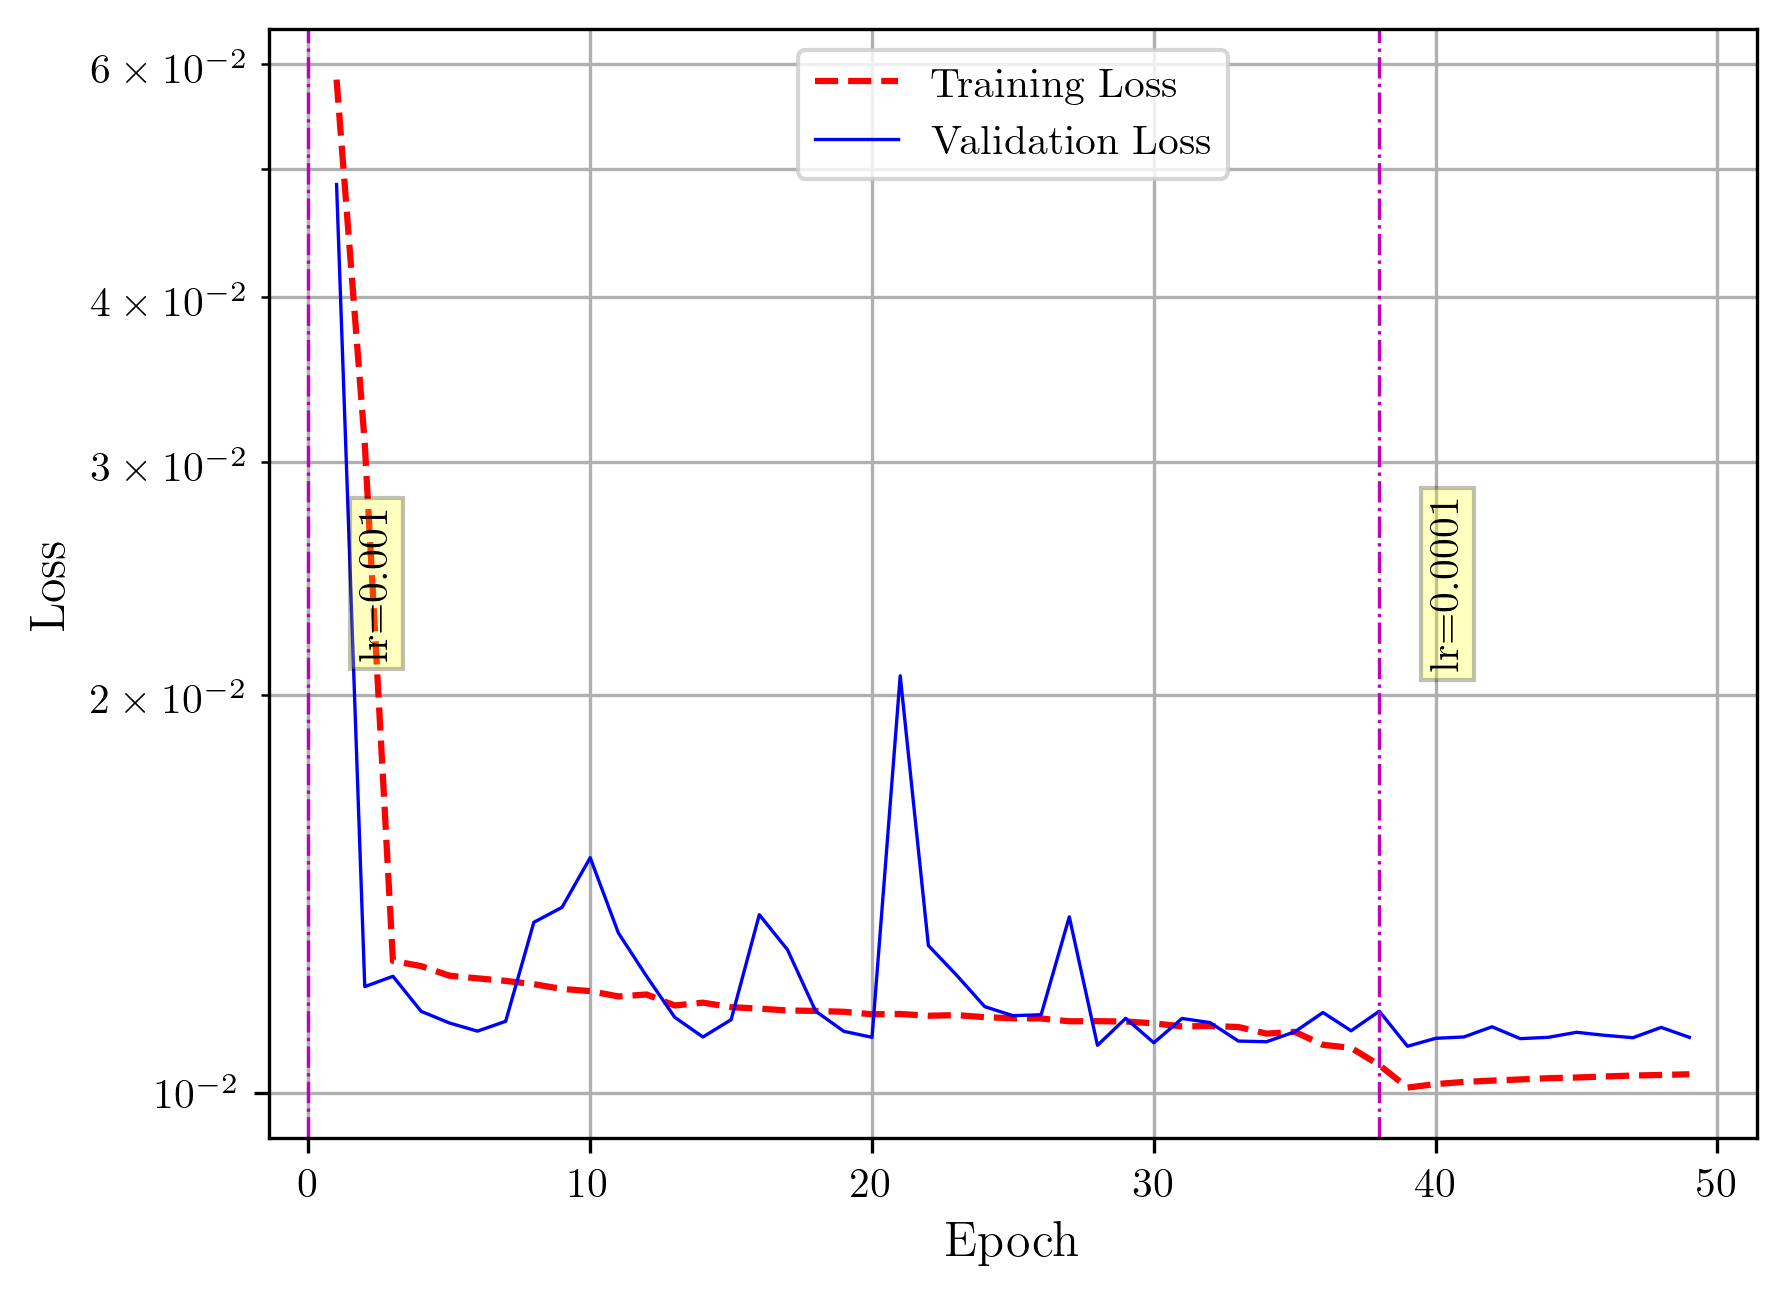 Training Loss
Validation Loss
6 × 10⁻²
4 × 10⁻²
3 × 10⁻²
2 × 10⁻²
10⁻²
Loss
lr=0.001
lr=0.0001
0 10 20 30 40 50
Epoch